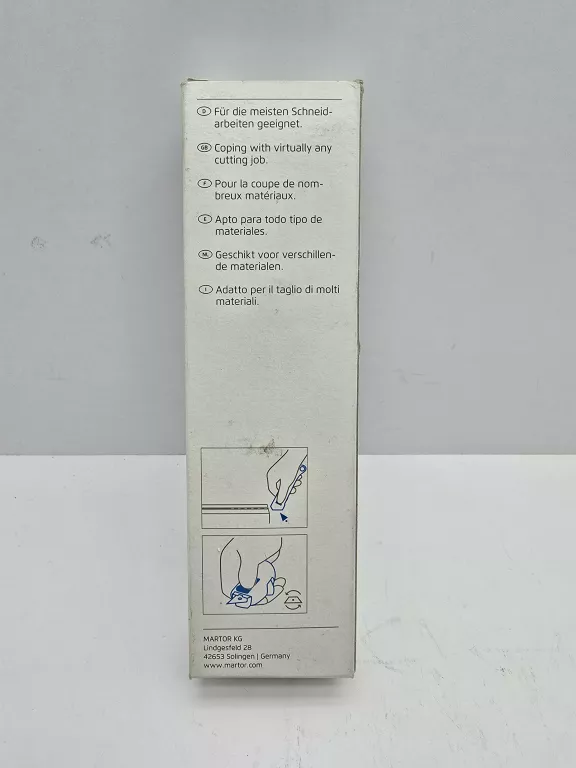 D Für die meisten Schneid-
arbeiten geeignet.
GB Coping with virtually any
cutting job.
F Pour la coupe de nom-
breux matériaux.
E Apto para todo tipo de
materiales.
NL Geschikt voor verschillen-
de materialen.
I Adatto per il taglio di molti
materiali.
MARTOR KG
Lindgesfeld 28
42653 Solingen | Germany
www.martor.com